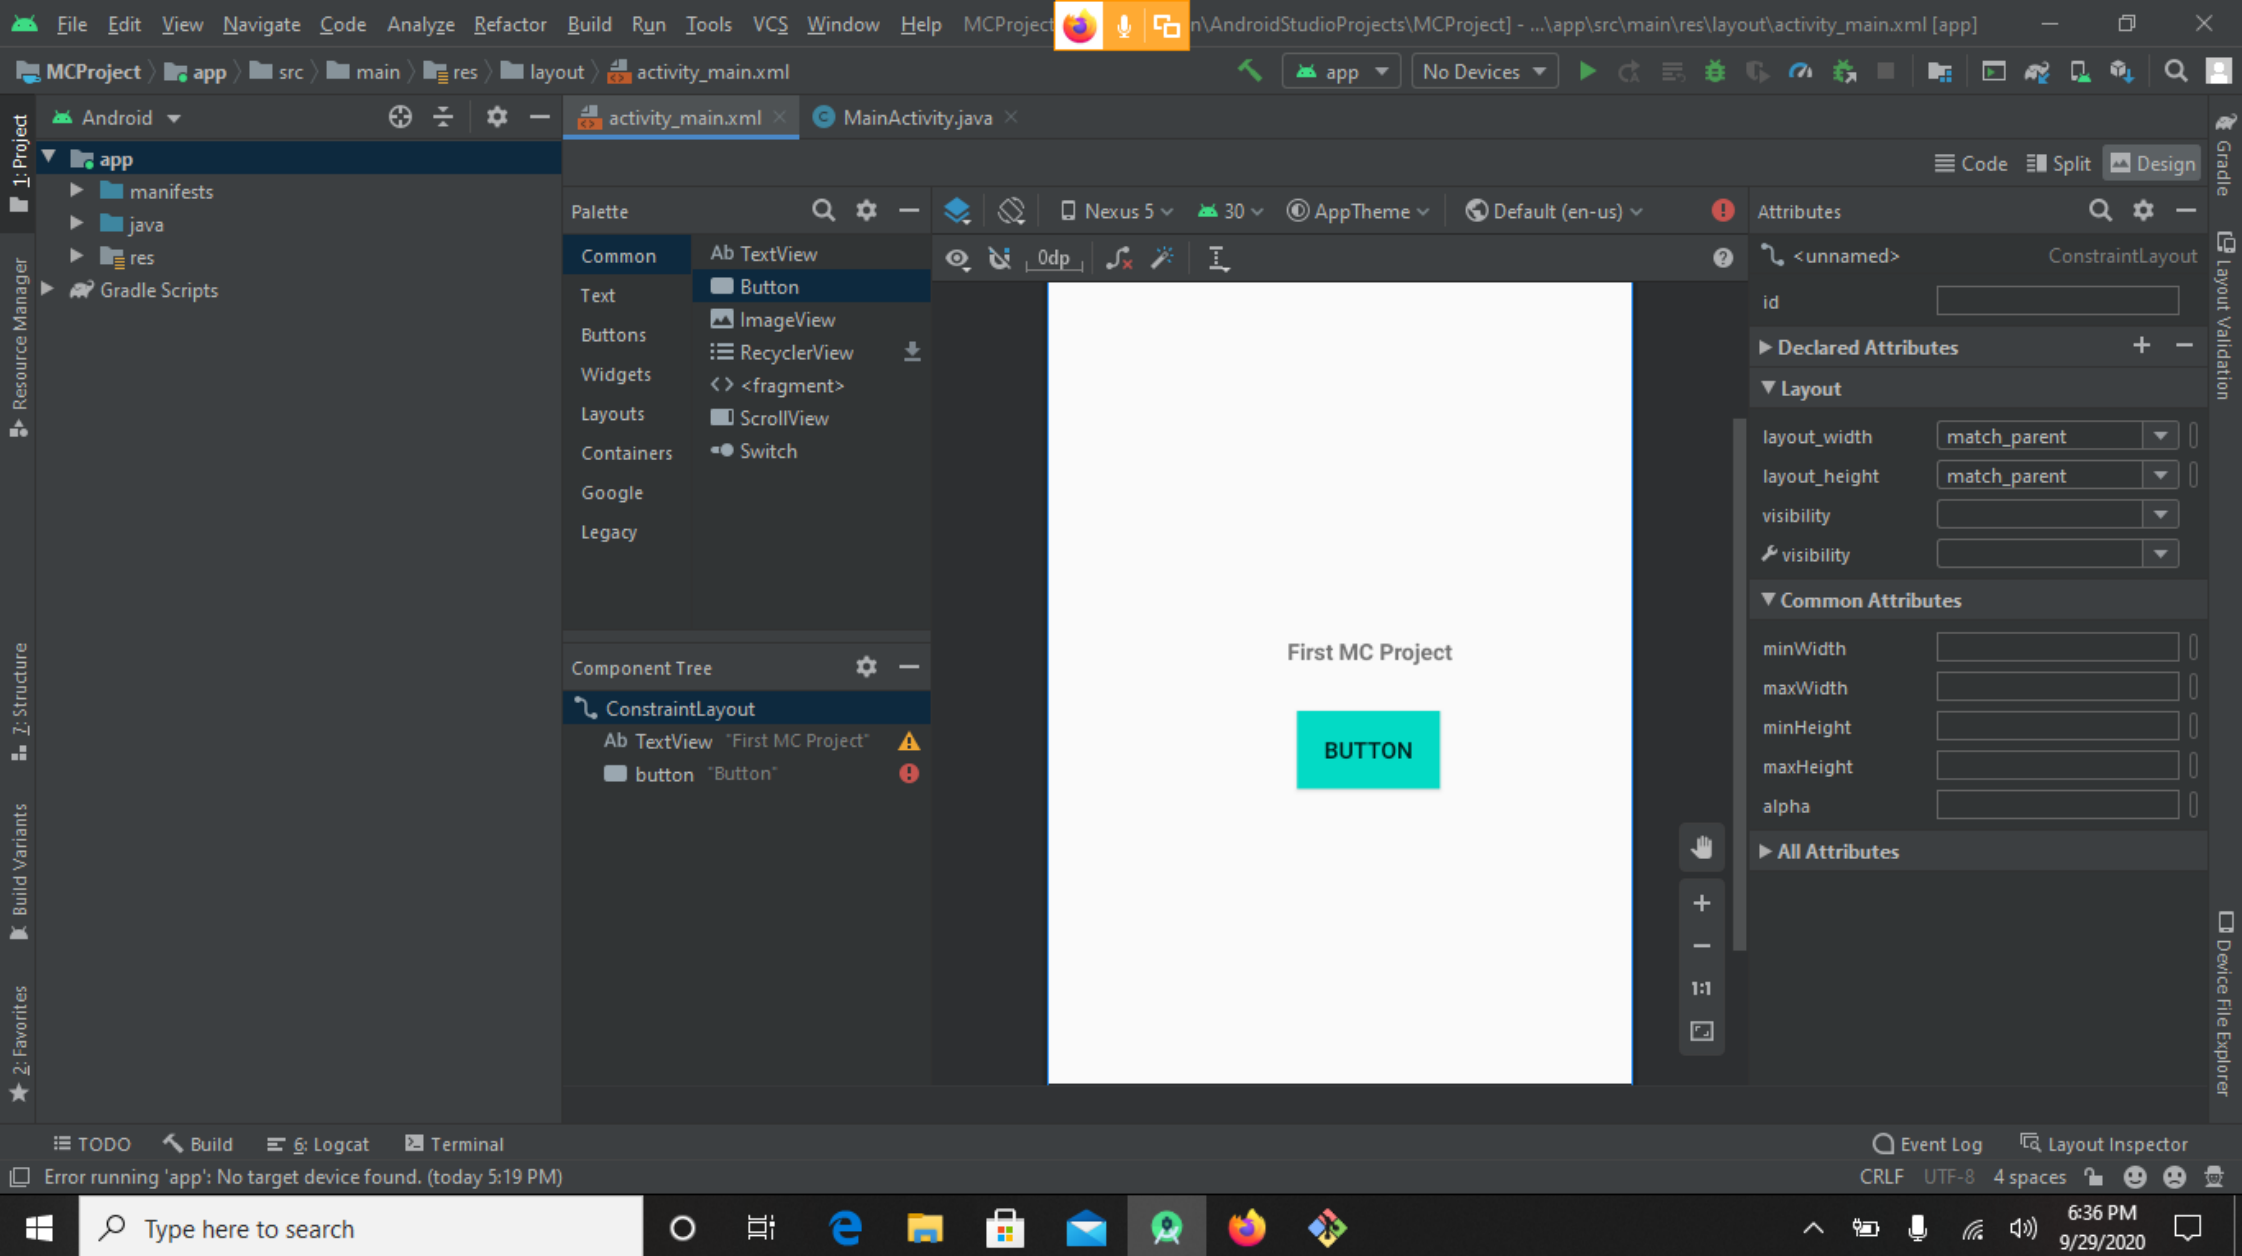 File Edit View Navigate Code Analyze Refactor Build Run Tools VCS Window Help MCProject n\AndroidStudioProjects\MCProject] - ...\app\src\main\res\layout\activity_main.xml [app]
MCProject app src main res layout activity_main.xml app No Devices
1: Project
Resource Manager
7: Structure
Build Variants
2: Favorites
Android
app
manifests
java
res
Gradle Scripts
activity_main.xml MainActivity.java
Code Split Design
Palette
Common
Text
Buttons
Widgets
Layouts
Containers
Google
Legacy
Ab TextView
Button
ImageView
RecyclerView
<> <fragment>
ScrollView
Switch
Component Tree
ConstraintLayout
Ab TextView "First MC Project"
button "Button"
Nexus 5 30 AppTheme Default (en-us)
0dp
First MC Project
BUTTON
1:1
Attributes
<unnamed> ConstraintLayout
id
Declared Attributes
Layout
layout_width match_parent
layout_height match_parent
visibility
visibility
Common Attributes
minWidth
maxWidth
minHeight
maxHeight
alpha
All Attributes
Gradle
Layout Validation
Device File Explorer
TODO Build 6: Logcat Terminal Event Log Layout Inspector
Error running 'app': No target device found. (today 5:19 PM) CRLF UTF-8 4 spaces
Type here to search
6:36 PM
9/29/2020